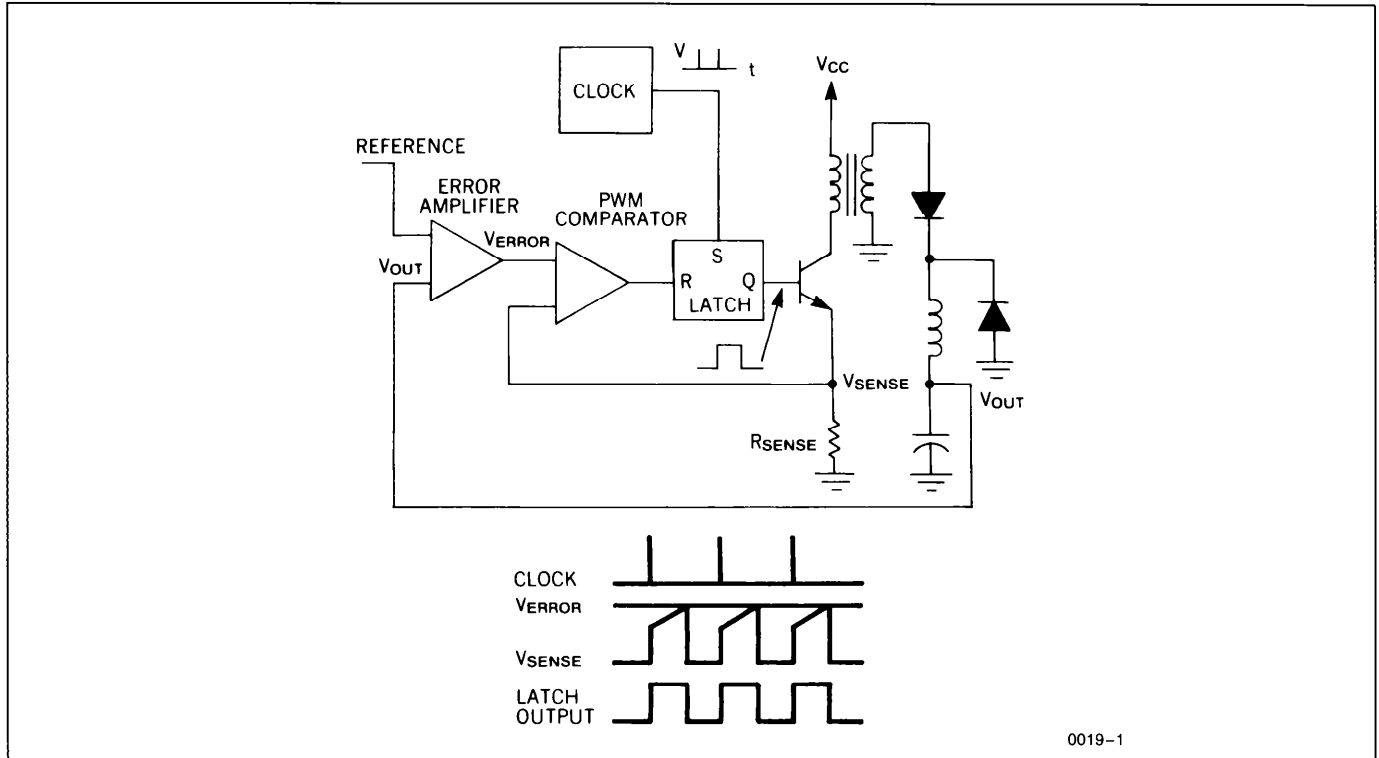 CLOCK
V
t
VCC
REFERENCE
ERROR
AMPLIFIER
PWM
COMPARATOR
VERROR
VOUT
S
R
Q
LATCH
VSENSE
VOUT
RSENSE
CLOCK
VERROR
VSENSE
LATCH
OUTPUT
0019–1